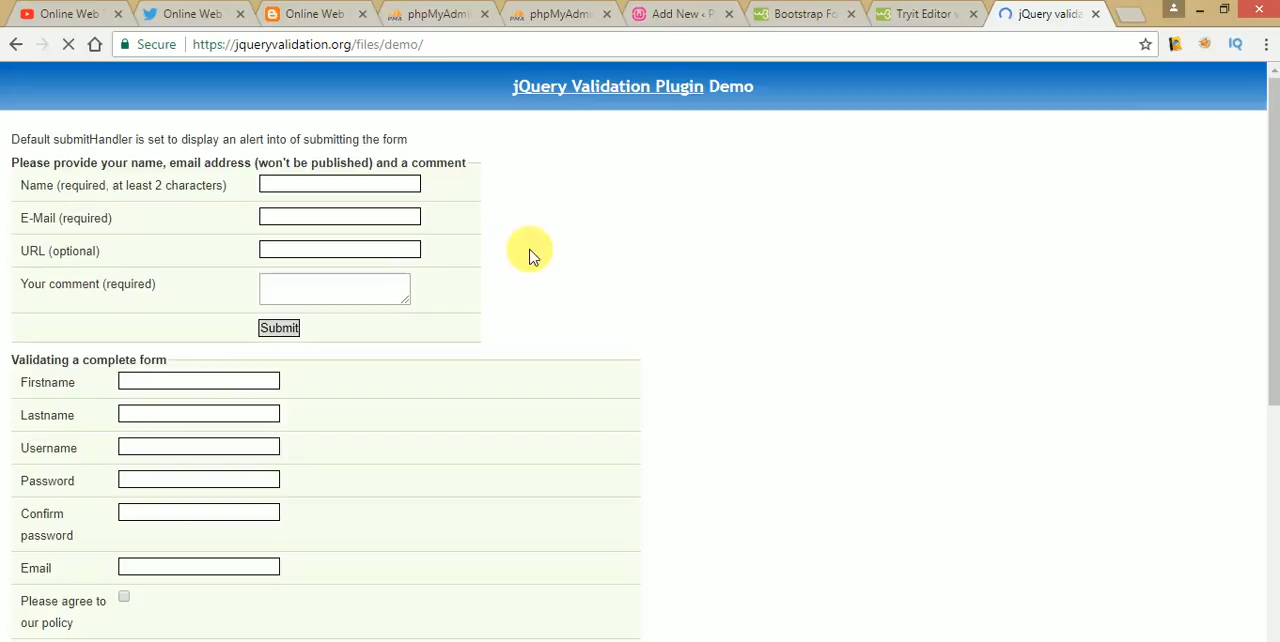 Online Web T
Online Web
Online Web
phpMyAdm
phpMyAdmi
Add New ‹ P
Bootstrap Fo
Tryit Editor v
jQuery valida
Secure
https://jqueryvalidation.org/files/demo/
IQ
jQuery Validation Plugin Demo
Default submitHandler is set to display an alert into of submitting the form
Please provide your name, email address (won't be published) and a comment
Name (required, at least 2 characters)
E-Mail (required)
URL (optional)
Your comment (required)
Submit
Validating a complete form
Firstname
Lastname
Username
Password
Confirm
password
Email
Please agree to
our policy